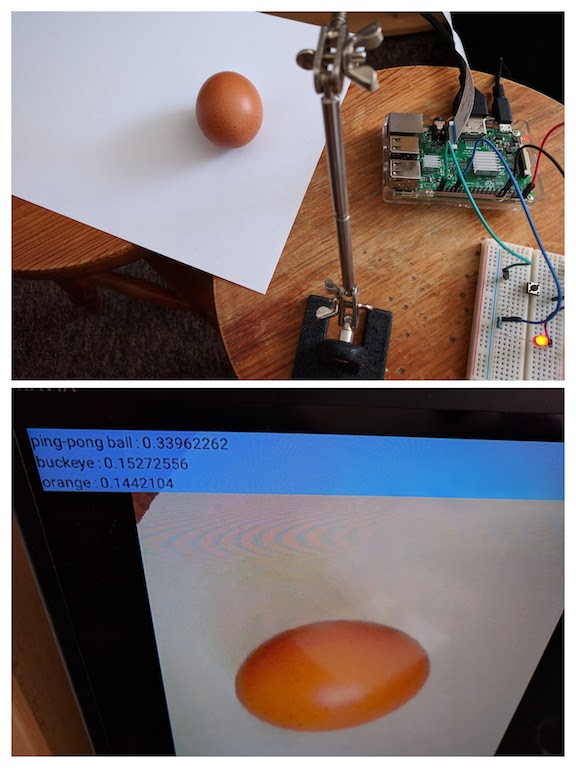 ping-pong ball : 0.33962262
buckeye : 0.15272556
orange : 0.1442104